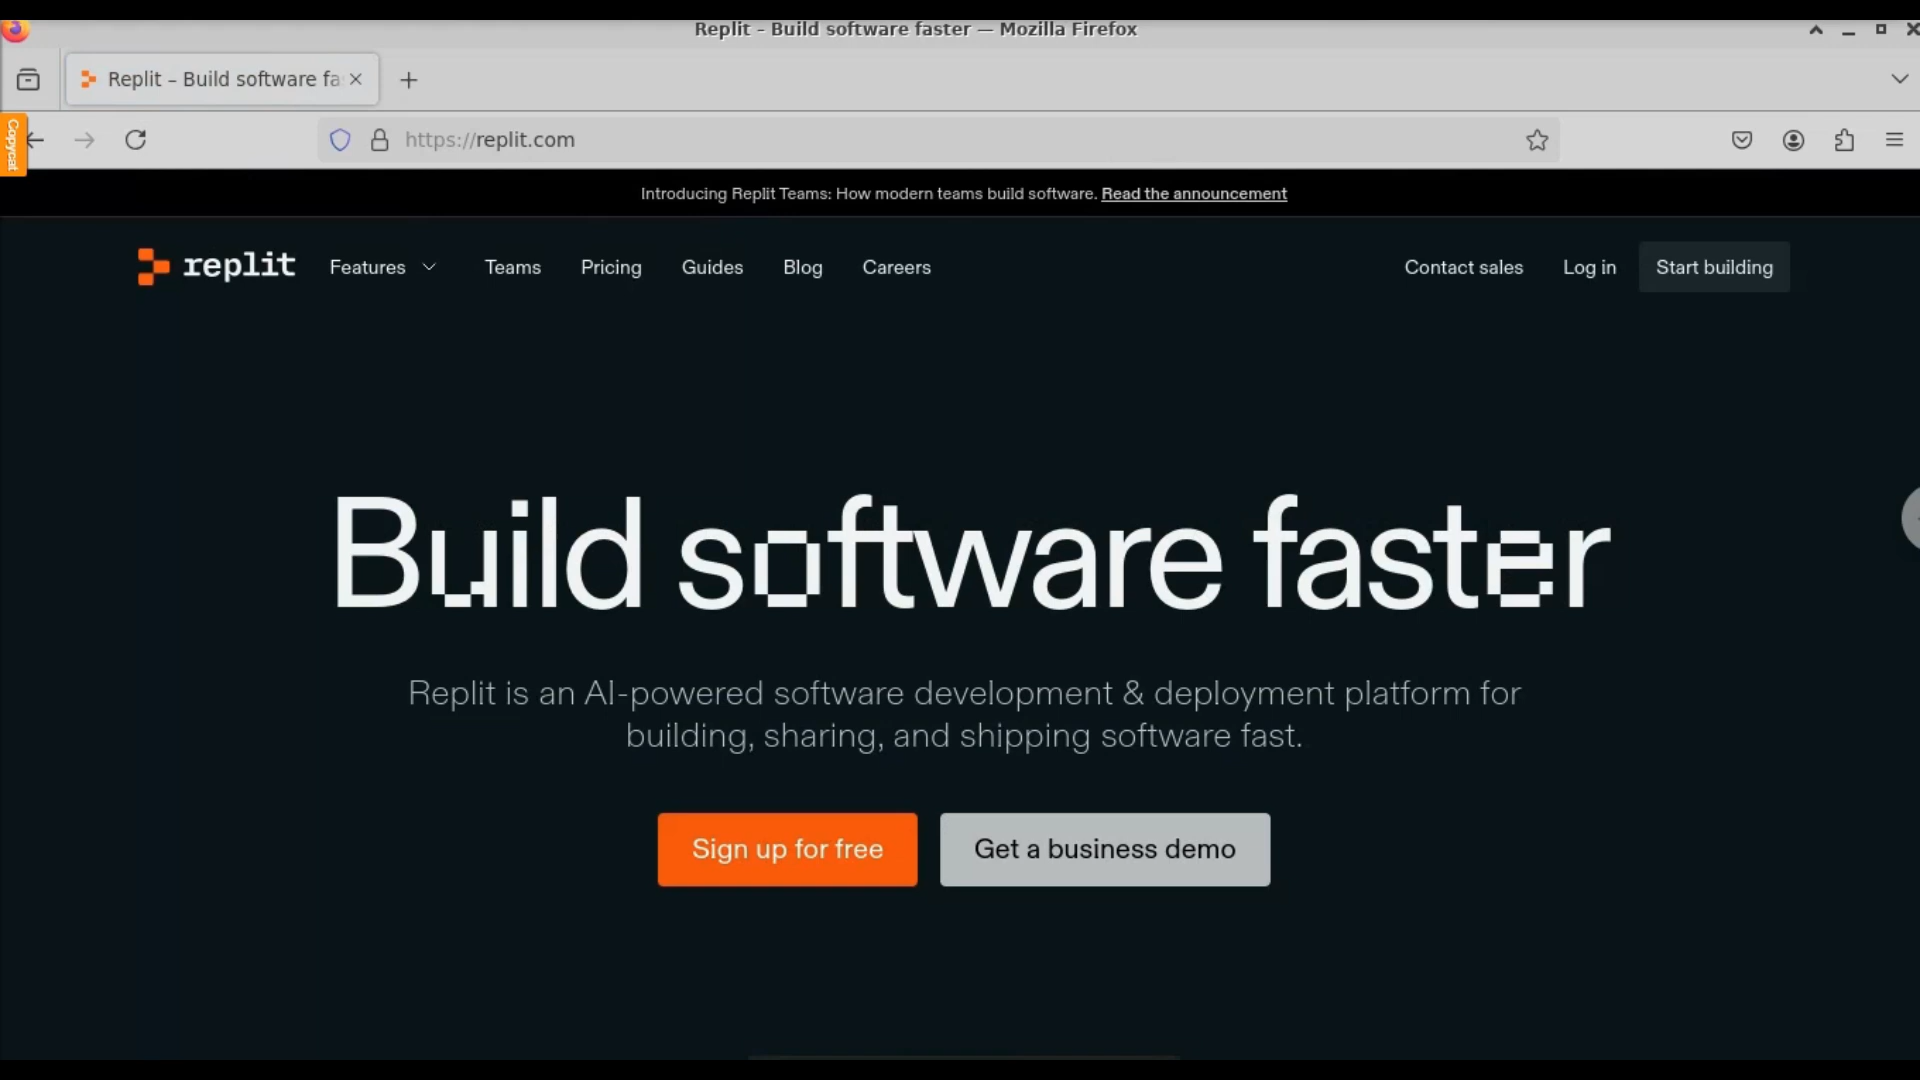 Replit – Build software faster — Mozilla Firefox
Replit – Build software fa
Copycat
https://replit.com
Introducing Replit Teams: How modern teams build software. Read the announcement
replit Features Teams Pricing Guides Blog Careers Contact sales Log in Start building
Build software faster
Replit is an AI-powered software development & deployment platform for
building, sharing, and shipping software fast.
Sign up for free Get a business demo